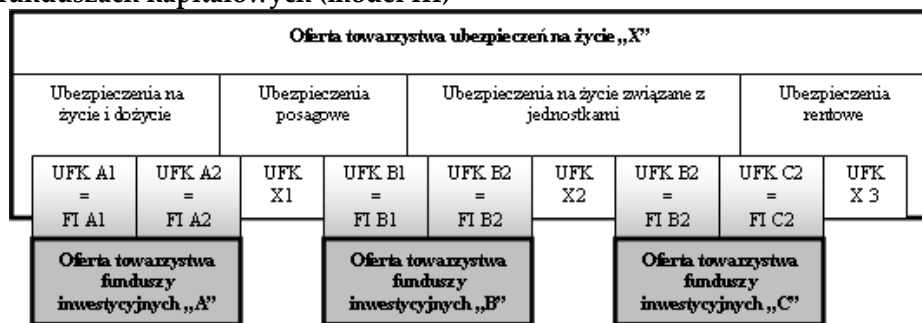 funduszach kapitałowych (model III)
Oferta towarzystwa ubezpieczeń na życie „X”
Ubezpieczenia na
życie i dożycie
Ubezpieczenia
posagowe
Ubezpieczenia na życie związane z
jednostkami
Ubezpieczenia
rentowe
UFK A1
=
FI A1
UFK A2
=
FI A2
UFK
X1
UFK B1
=
FI B1
UFK B2
=
FI B2
UFK
X2
UFK B2
=
FI B2
UFK C2
=
FI C2
UFK
X 3
Oferta towarzystwa
funduszy
inwestycyjnych „A”
Oferta towarzystwa
funduszy
inwestycyjnych „B”
Oferta towarzystwa
funduszy
inwestycyjnych „C”